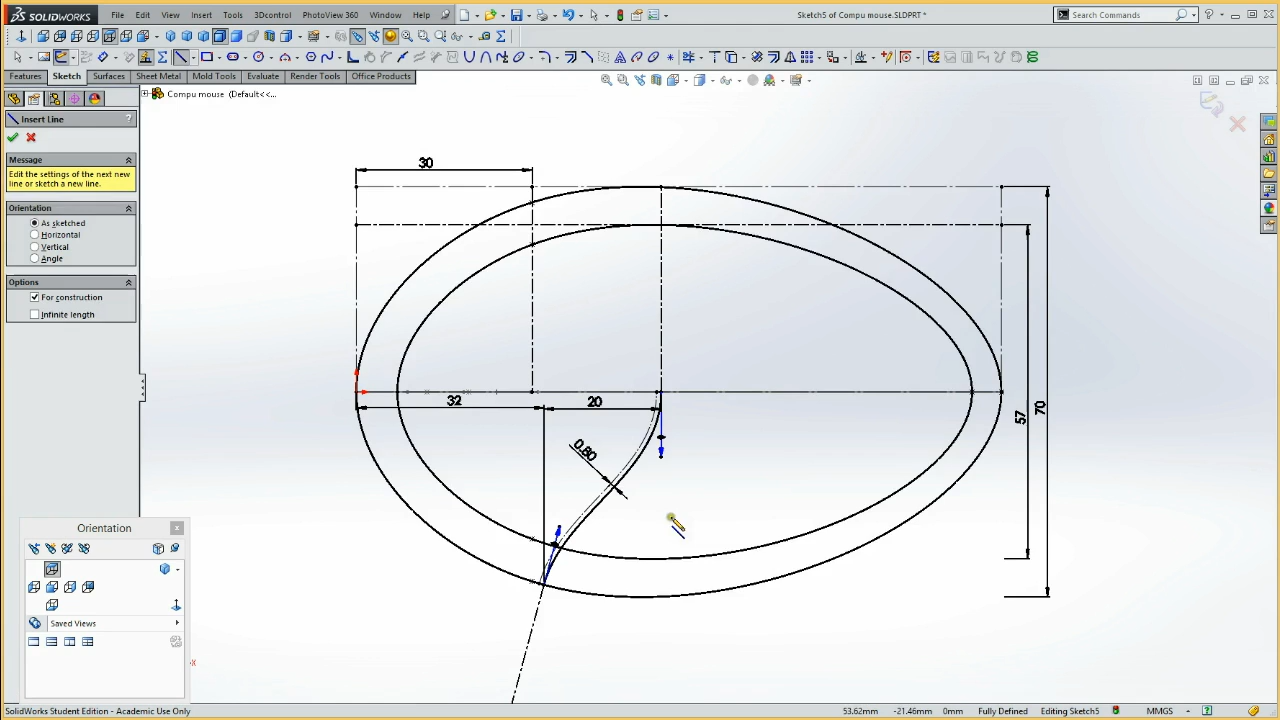 SOLIDWORKS
File Edit View Insert Tools 3Dcontrol PhotoView 360 Window Help
Sketch5 of Compu mouse.SLDPRT *
Search Commands
Features Sketch Surfaces Sheet Metal Mold Tools Evaluate Render Tools Office Products
Compu mouse (Default<<...
Insert Line
?
Message
Edit the settings of the next new
line or sketch a new line.
Orientation
As sketched
Horizontal
Vertical
Angle
Options
For construction
Infinite length
30
32
20
0.80
57
70
Orientation
Saved Views
x
SolidWorks Student Edition - Academic Use Only
53.62mm -21.46mm 0mm Fully Defined Editing Sketch5 MMGS